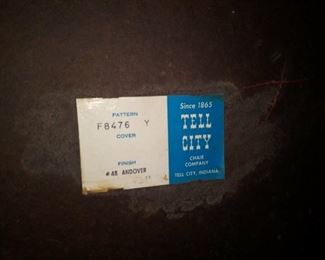 PATTERN
F8476 Y
COVER
FINISH
# 48 ANDOVER
Since 1865
TELL
CITY
CHAIR
COMPANY
TELL CITY, INDIANA